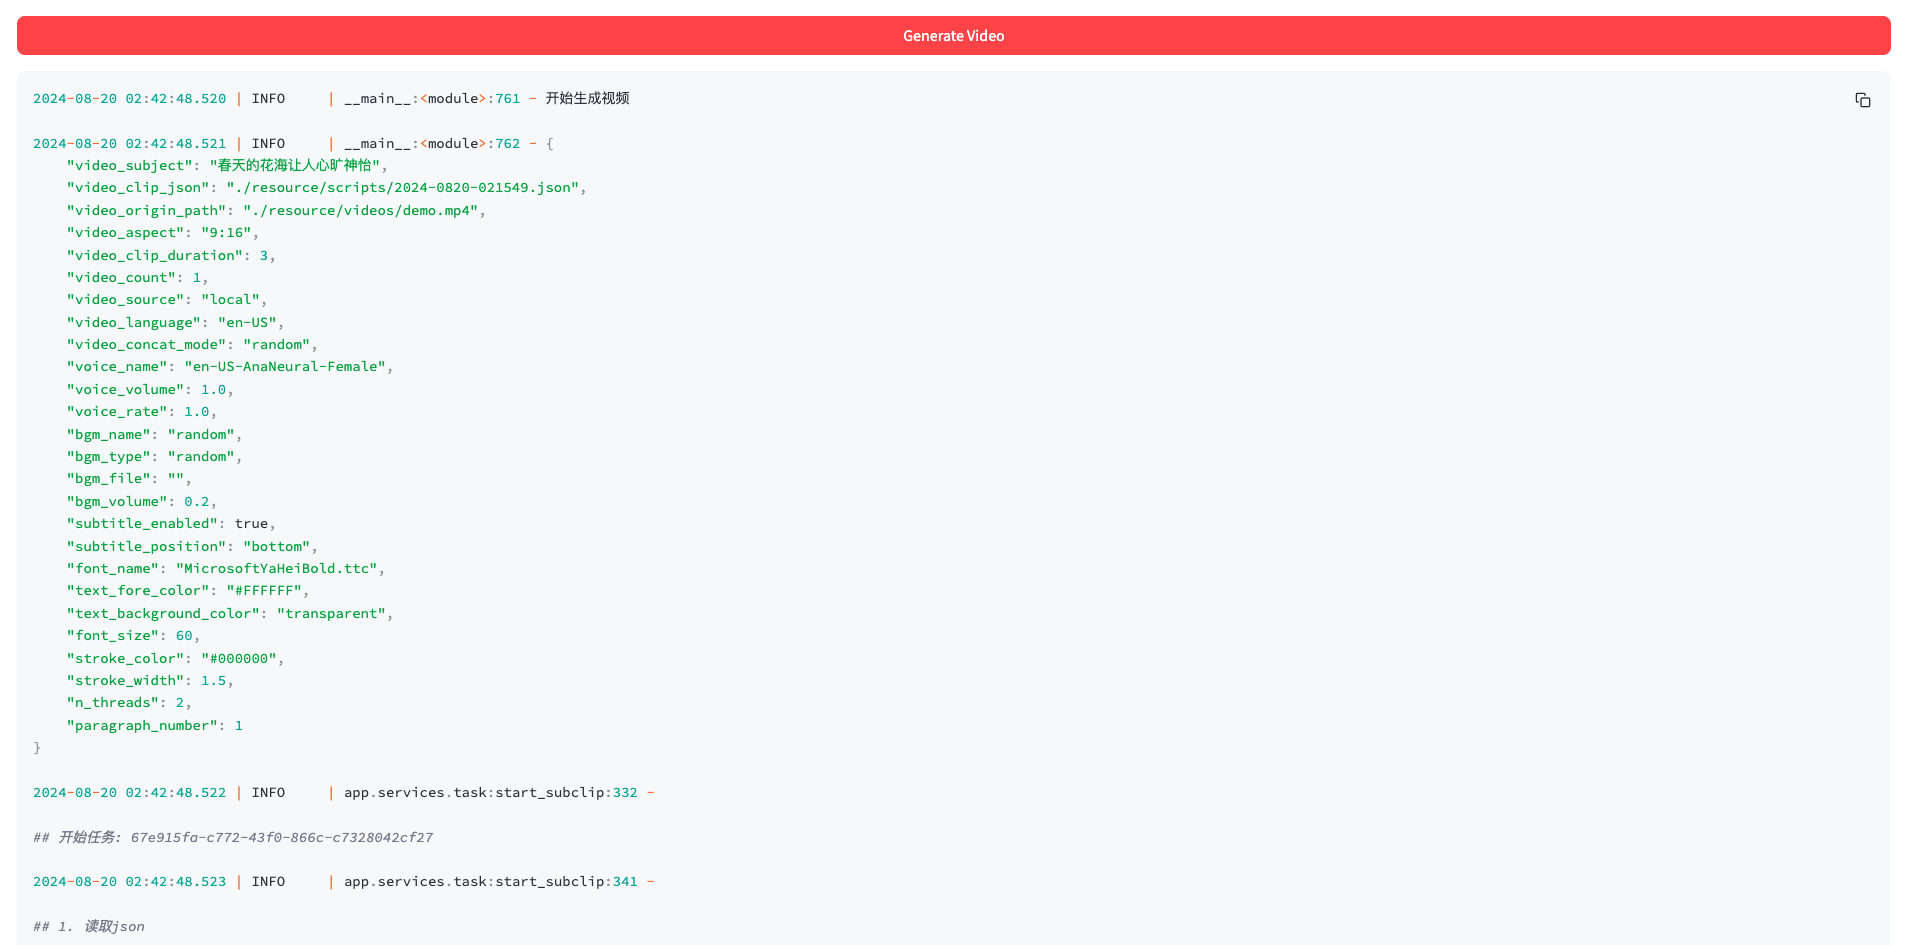 Generate Video
2024-08-20 02:42:48.520 | INFO     | __main__:<module>:761 - 开始生成视频
2024-08-20 02:42:48.521 | INFO     | __main__:<module>:762 - {
    "video_subject": "春天的花海让人心旷神怡",
    "video_clip_json": "./resource/scripts/2024-0820-021549.json",
    "video_origin_path": "./resource/videos/demo.mp4",
    "video_aspect": "9:16",
    "video_clip_duration": 3,
    "video_count": 1,
    "video_source": "local",
    "video_language": "en-US",
    "video_concat_mode": "random",
    "voice_name": "en-US-AnaNeural-Female",
    "voice_volume": 1.0,
    "voice_rate": 1.0,
    "bgm_name": "random",
    "bgm_type": "random",
    "bgm_file": "",
    "bgm_volume": 0.2,
    "subtitle_enabled": true,
    "subtitle_position": "bottom",
    "font_name": "MicrosoftYaHeiBold.ttc",
    "text_fore_color": "#FFFFFF",
    "text_background_color": "transparent",
    "font_size": 60,
    "stroke_color": "#000000",
    "stroke_width": 1.5,
    "n_threads": 2,
    "paragraph_number": 1
}
2024-08-20 02:42:48.522 | INFO     | app.services.task:start_subclip:332 -
## 开始任务: 67e915fa-c772-43f0-866c-c7328042cf27
2024-08-20 02:42:48.523 | INFO     | app.services.task:start_subclip:341 -
## 1. 读取json